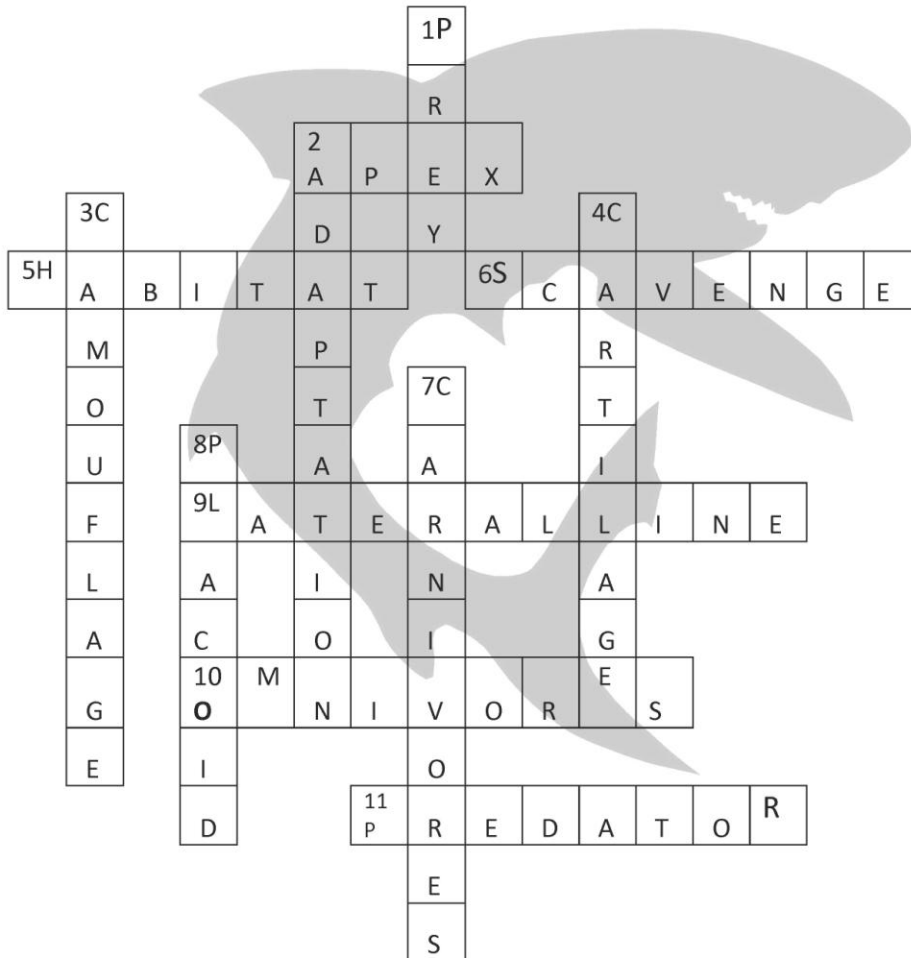 1P
R
2 A P E X
3C D Y 4C
5H A B I T A T 6S C A V E N G E
M P R
O T 7C T
U 8P A A I
F 9L A T E R A L L I N E
L A I N A
A C O I G
G 10 O M N I V O R E S
E I O
D 11 P R E D A T O R
E
S